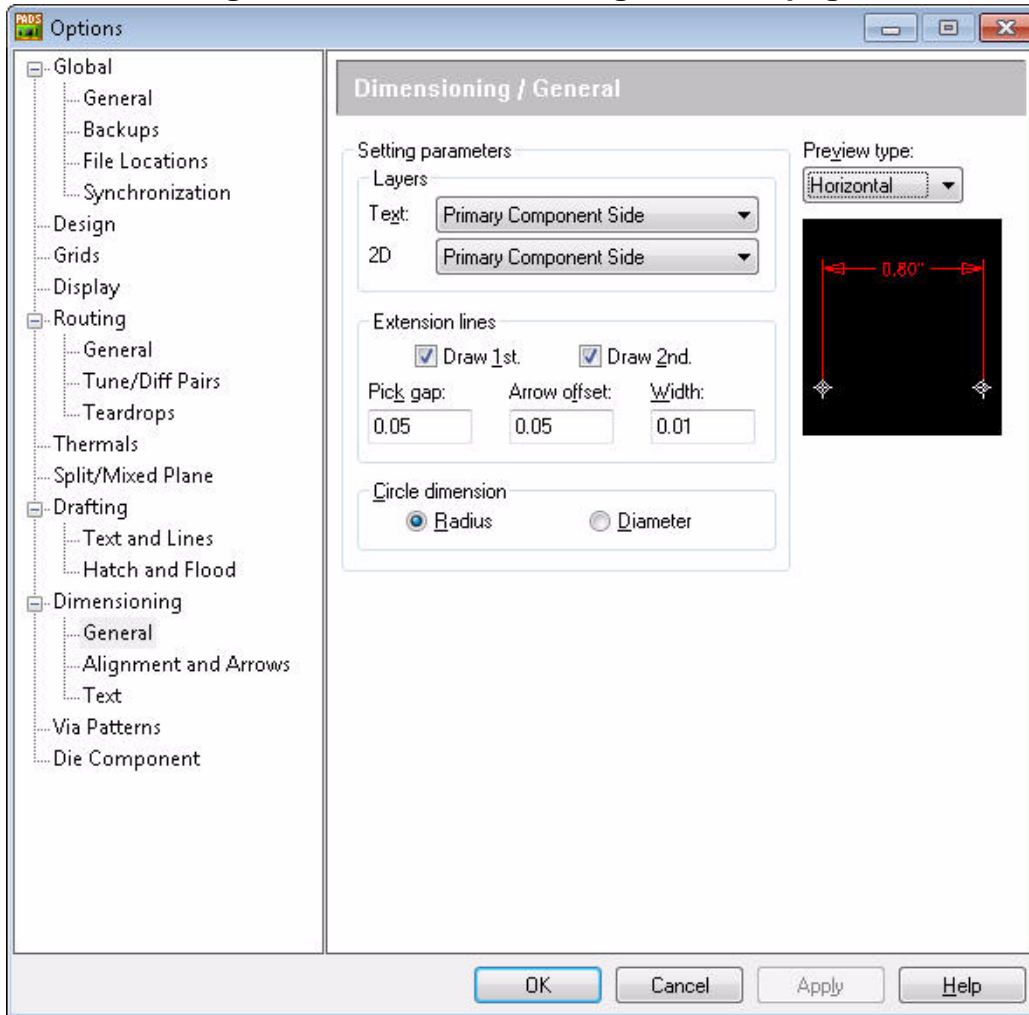 PADS
Options
Global
General
Backups
File Locations
Synchronization
Design
Grids
Display
Routing
General
Tune/Diff Pairs
Teardrops
Thermals
Split/Mixed Plane
Drafting
Text and Lines
Hatch and Flood
Dimensioning
General
Alignment and Arrows
Text
Via Patterns
Die Component
Dimensioning / General
Setting parameters
Layers
Text: Primary Component Side
2D Primary Component Side
Extension lines
Draw 1st. Draw 2nd.
Pick gap: Arrow offset: Width:
0.05 0.05 0.01
Circle dimension
Radius Diameter
Preview type:
Horizontal
0.80"
OK Cancel Apply Help